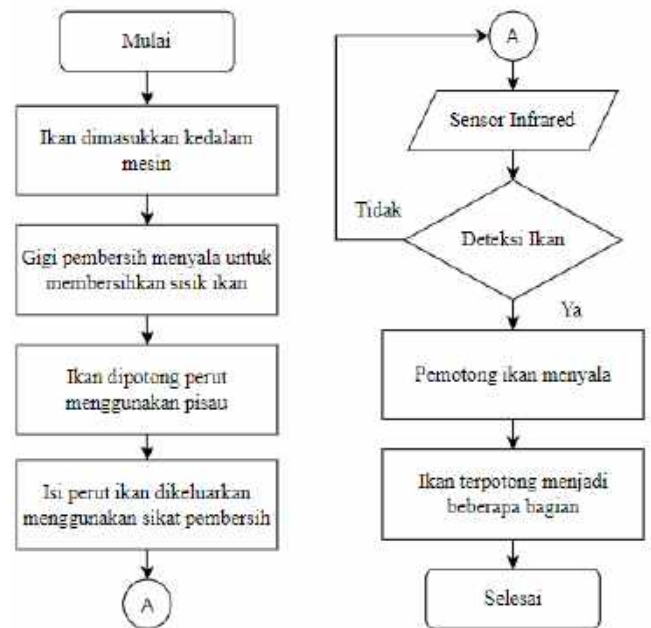 Mulai
Ikan dimasukkan kedalam
mesin
Gigi pembersih menyala untuk
membersihkan sisik ikan
Ikan dipotong perut
menggunakan pisau
Isi perut ikan dikeluarkan
menggunakan sikat pembersih
A
A
Sensor Infrared
Deteksi Ikan
Tidak
Ya
Pemotong ikan menyala
Ikan terpotong menjadi
beberapa bagian
Selesai